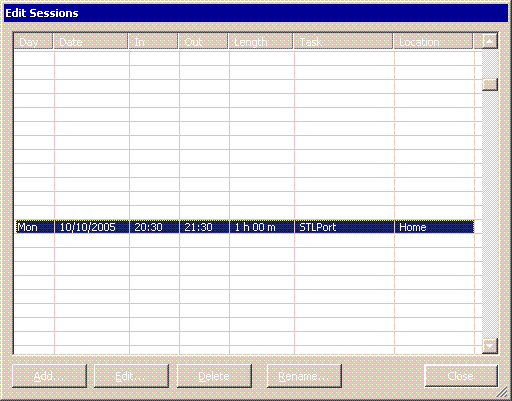 Edit Sessions
Day Date In Out Length Task Location
Mon 10/10/2005 20:30 21:30 1 h 00 m STLPort Home
Add... Edit... Delete Rename... Close